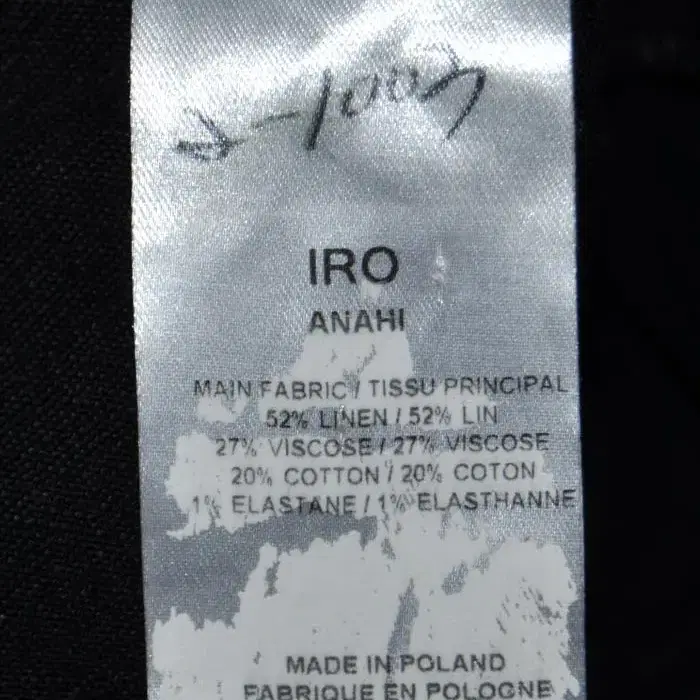 IRO
ANAHI
MAIN FABRIC / TISSU PRINCIPAL
52% LINEN / 52% LIN
27% VISCOSE / 27% VISCOSE
20% COTTON / 20% COTON
1% ELASTANE / 1% ELASTHANNE
MADE IN POLAND
FABRIQUE EN POLOGNE